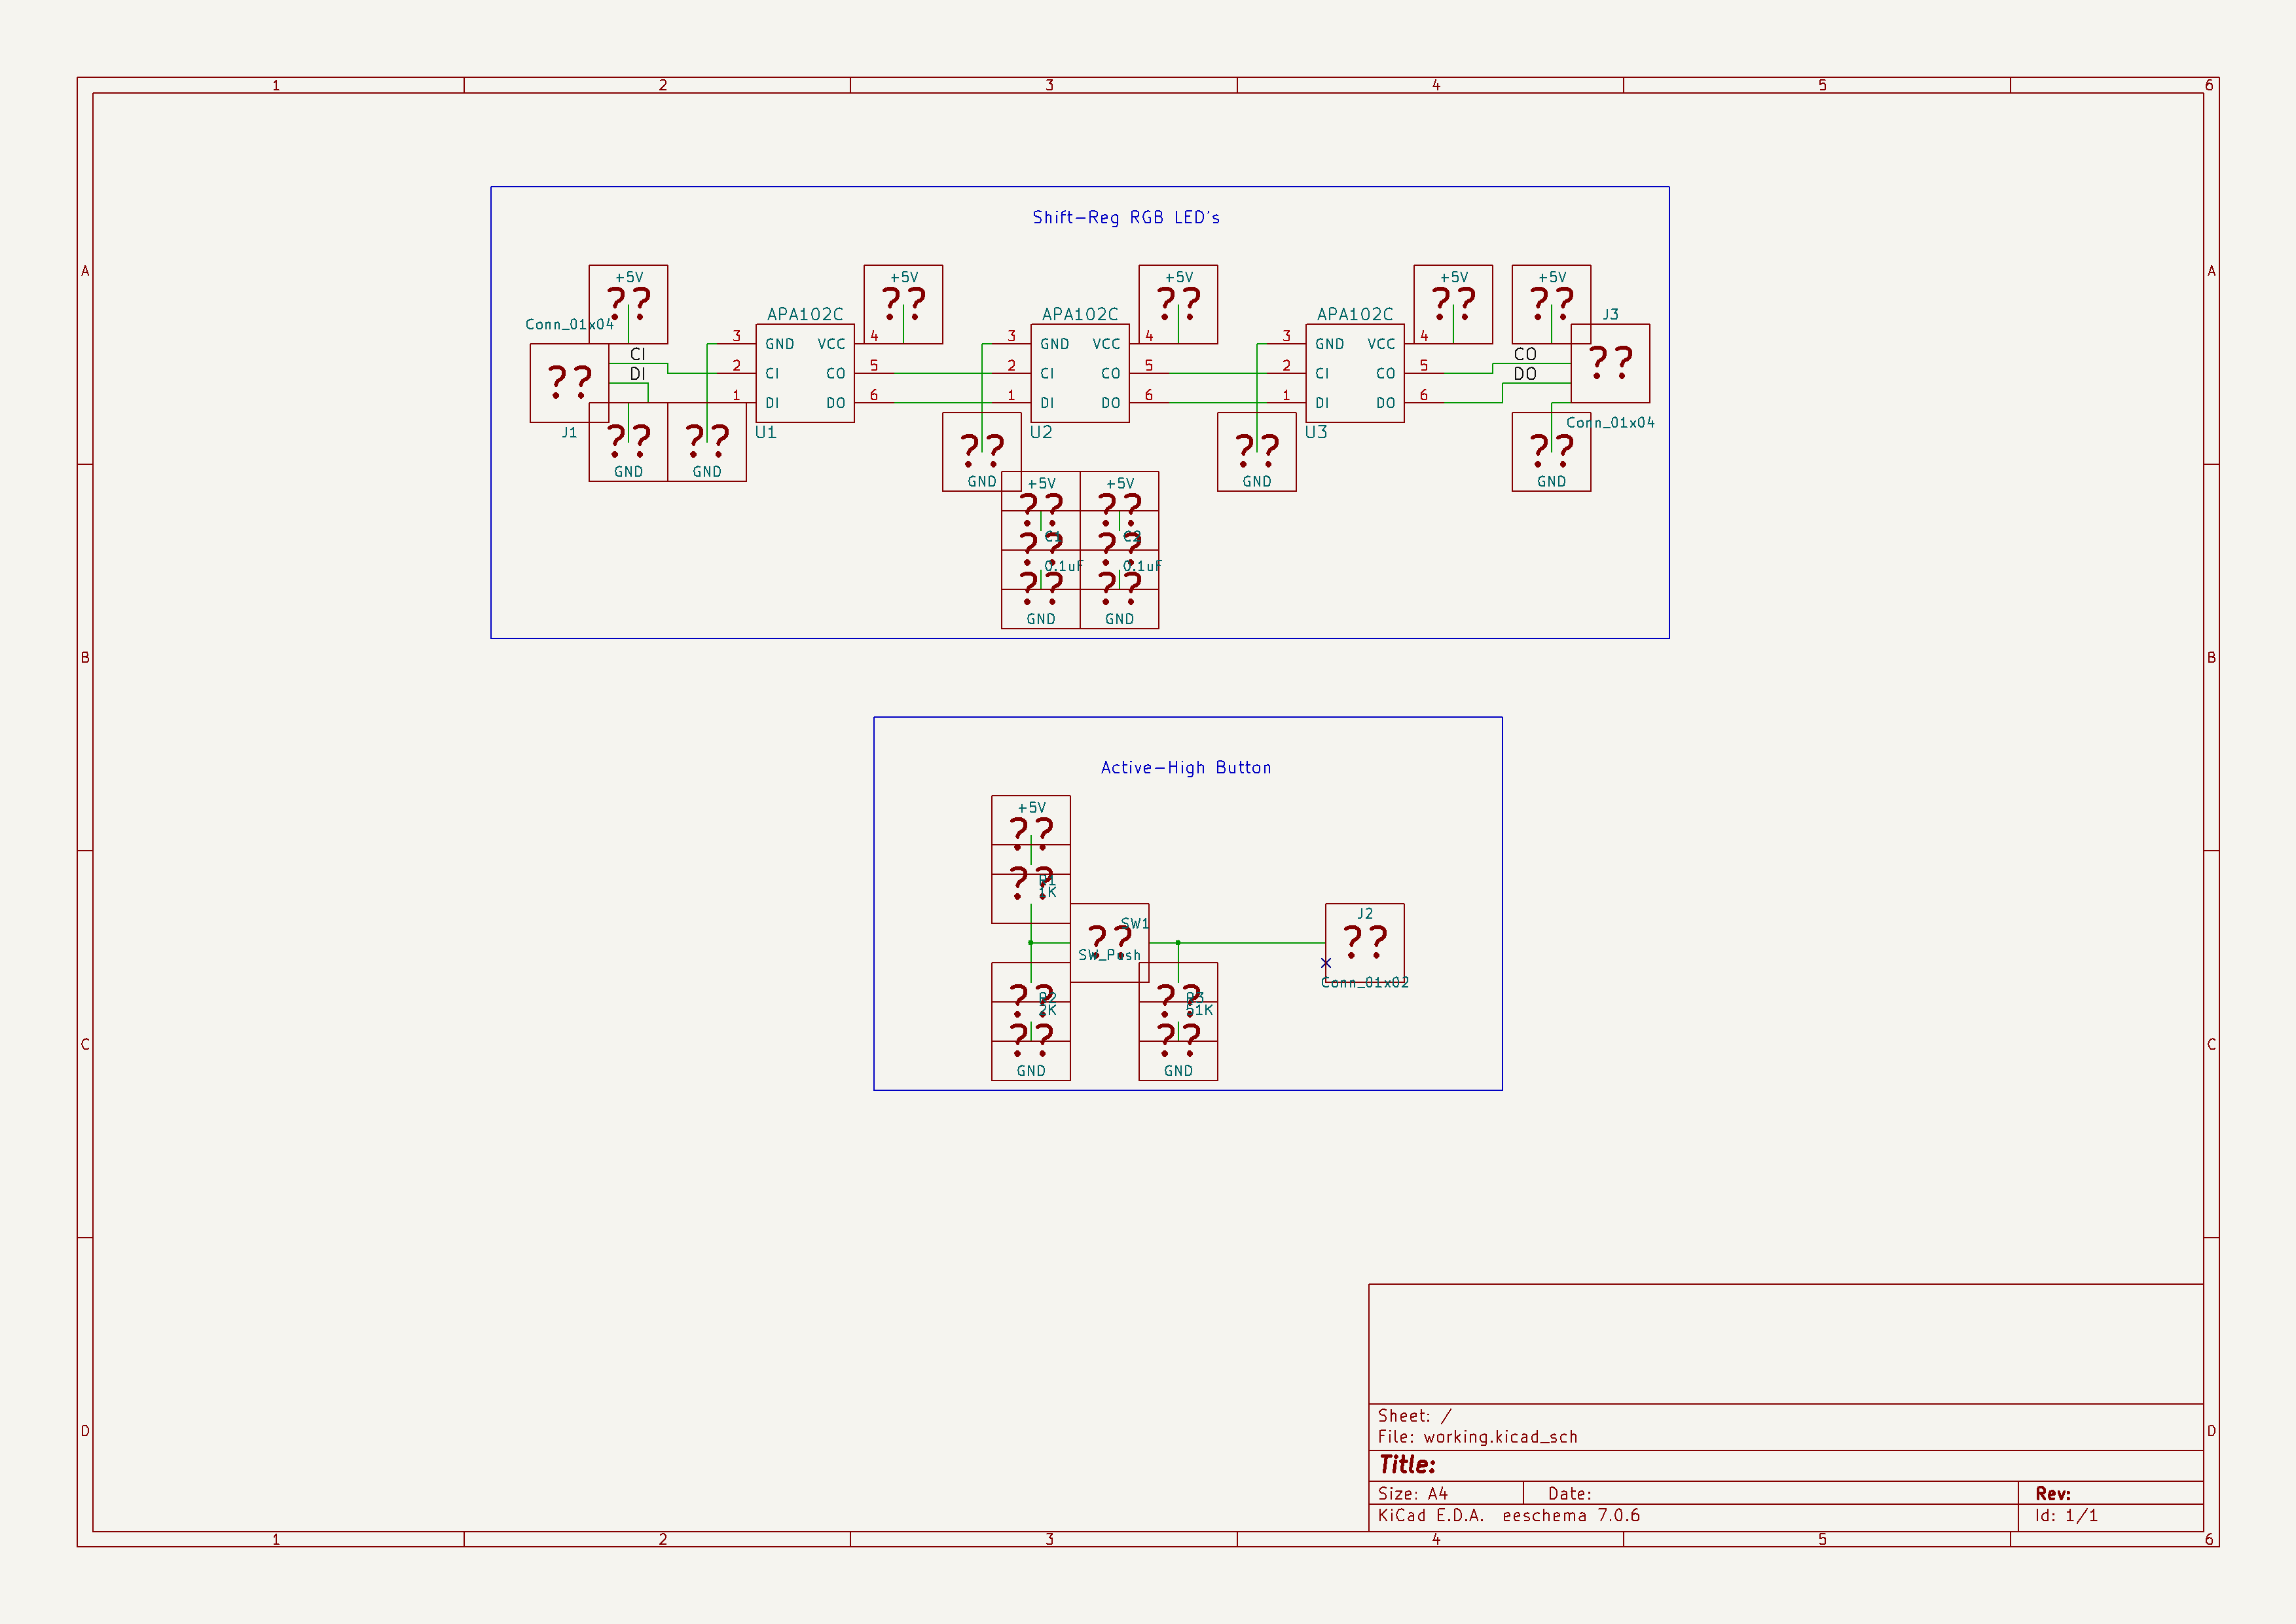 1 2 3 4 5 6
A A
Shift-Reg RGB LED's
+5V +5V +5V +5V +5V
?? ?? ?? ?? ??
Conn_01x04 APA102C APA102C APA102C J3
3 GND VCC 4 3 GND VCC 4 3 GND VCC 4
CI CO
2 CI CO 5 2 CI CO 5 2 CI CO 5
DI DO
?? ??
1 DI DO 6 1 DI DO 6 1 DI DO 6
J1 U1 U2 U3 Conn_01x04
?? ?? ?? ?? ??
GND GND GND GND GND
+5V +5V
?? ??
C1 C2
?? ??
0.1uF 0.1uF
?? ??
GND GND
B B
Active-High Button
+5V
??
??
R1
1K
SW1 J2
?? ??
SW_Push
Conn_01x02
?? ??
R2 R3
2K 51K
?? ??
GND GND
C C
Sheet: /
File: working.kicad_sch
D D
Title:
Size: A4 Date: Rev:
KiCad E.D.A. eeschema 7.0.6 Id: 1/1
1 2 3 4 5 6